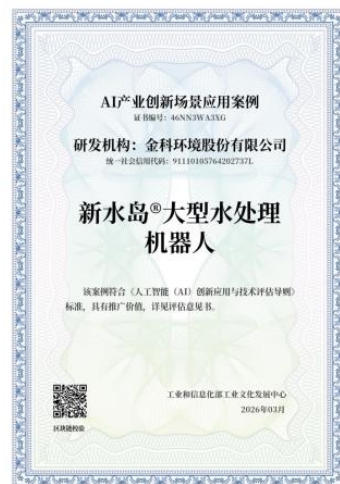 AI产业创新场景应用案例
证书编号：46NN3WA3XG
研发机构：金科环境股份有限公司
统一社会信用代码：91110105764202737L
新水岛®大型水处理
机器人
该案例符合《人工智能（AI）创新应用与技术评估导则》
标准，具有推广价值，详见评估意见书。
工业和信息化部工业文化发展中心
2026年03月
区块链校验